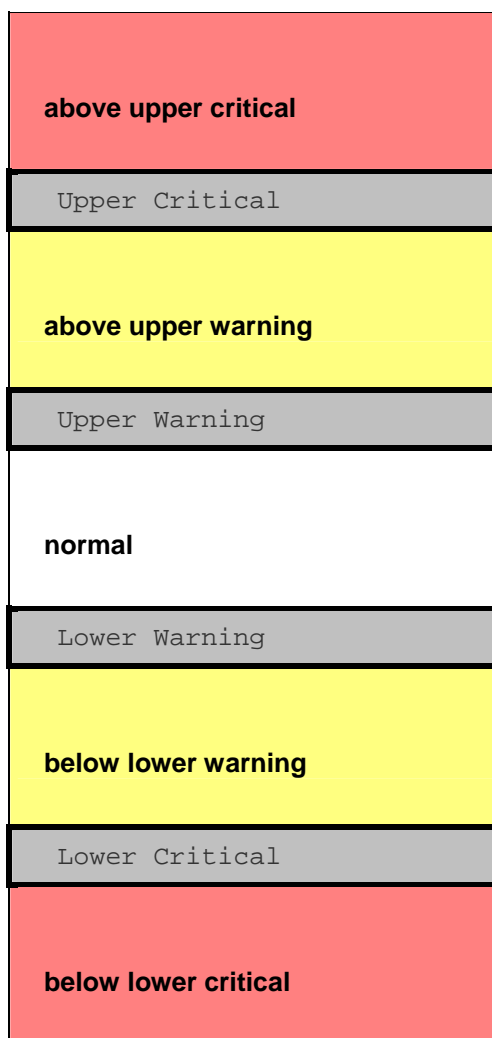 above upper critical
Upper Critical
above upper warning
Upper Warning
normal
Lower Warning
below lower warning
Lower Critical
below lower critical